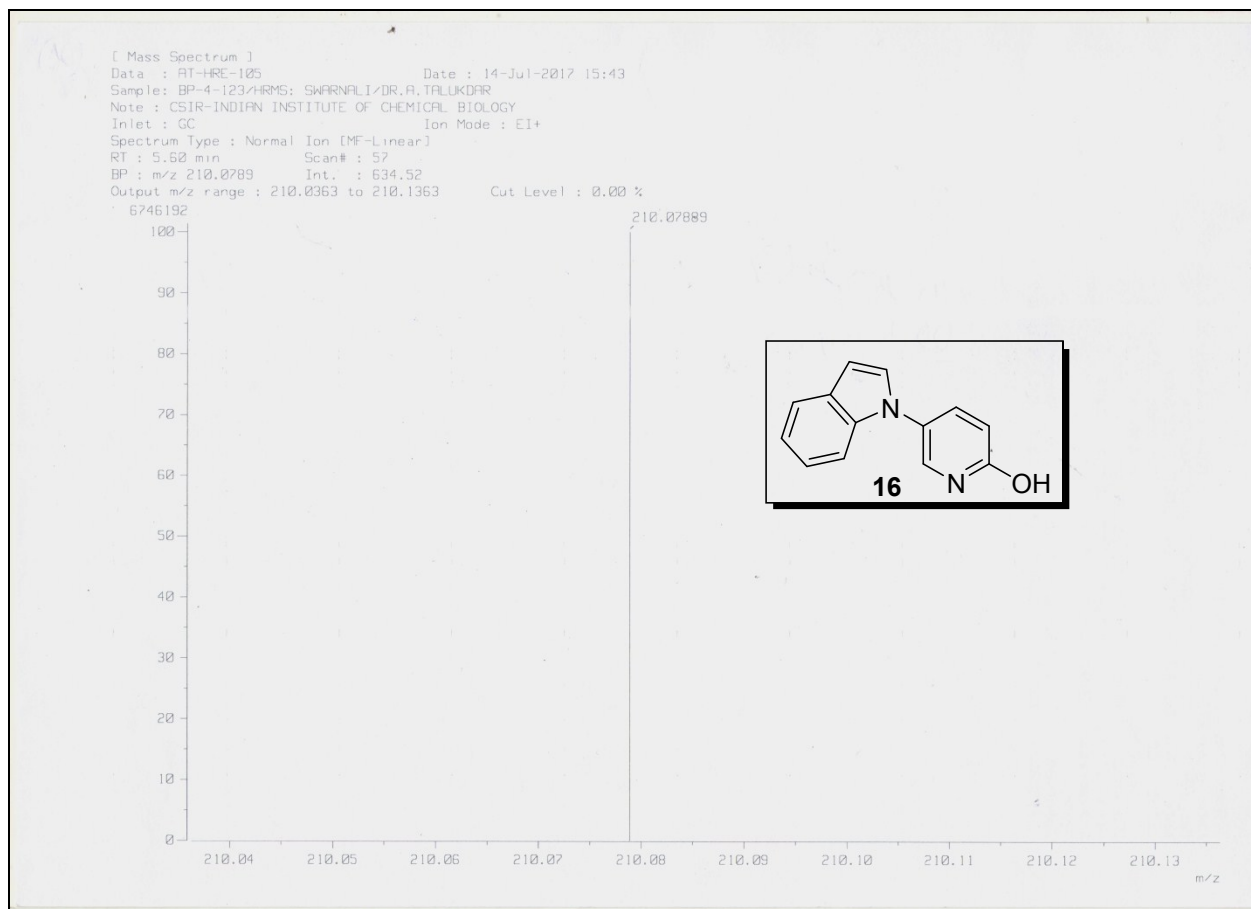 [ Mass Spectrum ]
Data : AT-HRE-105 Date : 14-Jul-2017 15:43
Sample: BP-4-123/HRMS: SWARNALI/DR.A.TALUKDAR
Note : CSIR-INDIAN INSTITUTE OF CHEMICAL BIOLOGY
Inlet : GC Ion Mode : EI+
Spectrum Type : Normal Ion [MF-Linear]
RT : 5.60 min Scan# : 57
BP : m/z 210.0789 Int. : 634.52
Output m/z range : 210.0363 to 210.1363 Cut Level : 0.00 %
6746192
210.07889
100
90
80
70
60
50
40
30
20
10
0
N
N
OH
16
210.04 210.05 210.06 210.07 210.08 210.09 210.10 210.11 210.12 210.13
m/z